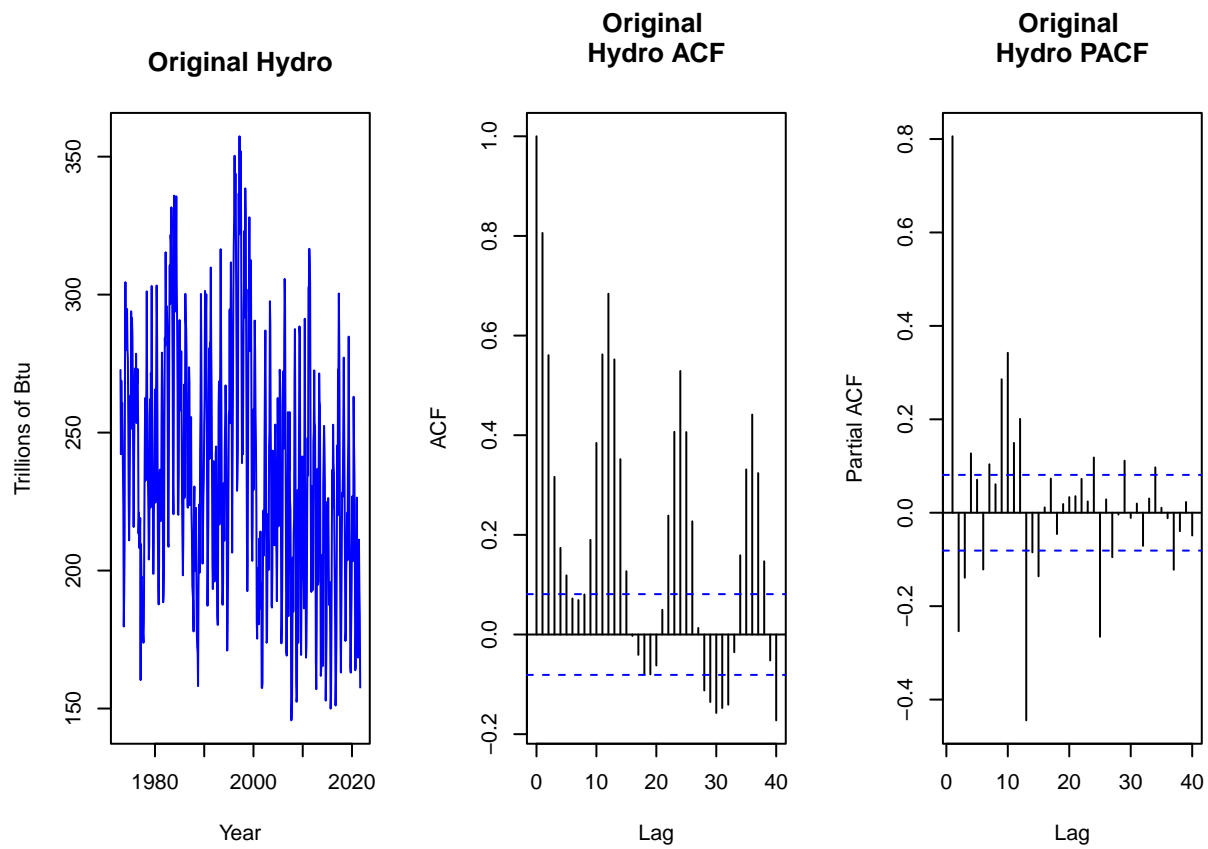 Original Hydro
Trillions of Btu
350
300
250
200
150
1980
2000
2020
Year
Original
Hydro ACF
ACF
1.0
0.8
0.6
0.4
0.2
0.0
−0.2
0
10
20
30
40
Lag
Original
Hydro PACF
Partial ACF
0.8
0.6
0.4
0.2
0.0
−0.2
−0.4
0
10
20
30
40
Lag